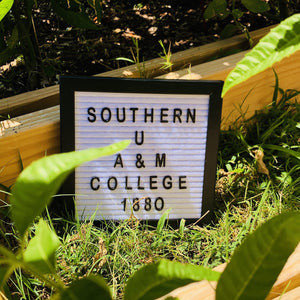 SOUTHERN
U
A & M
COLLEGE
1880